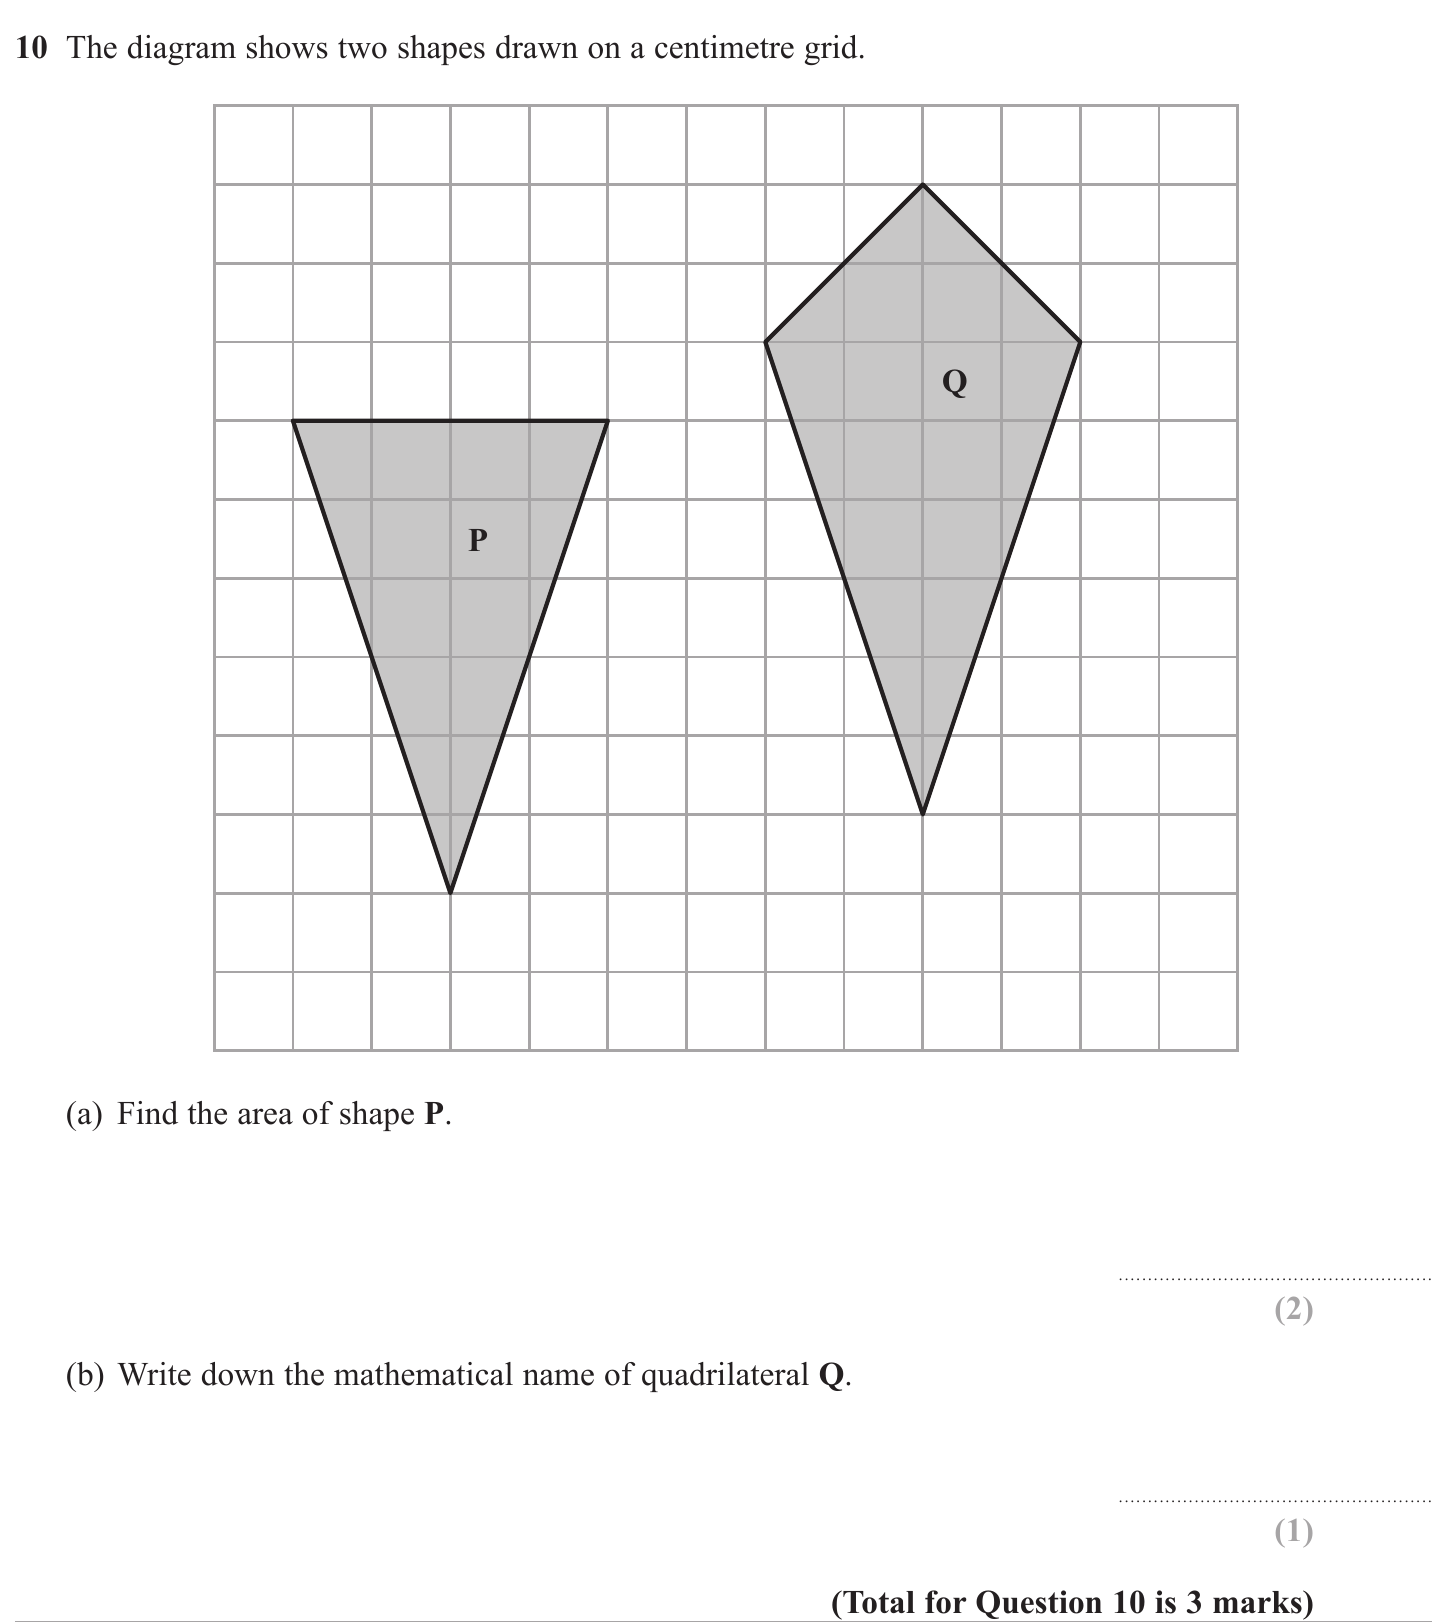 10 The diagram shows two shapes drawn on a centimetre grid.
Q
P
(a) Find the area of shape P.
(2)
(b) Write down the mathematical name of quadrilateral Q.
(1)
(Total for Question 10 is 3 marks)